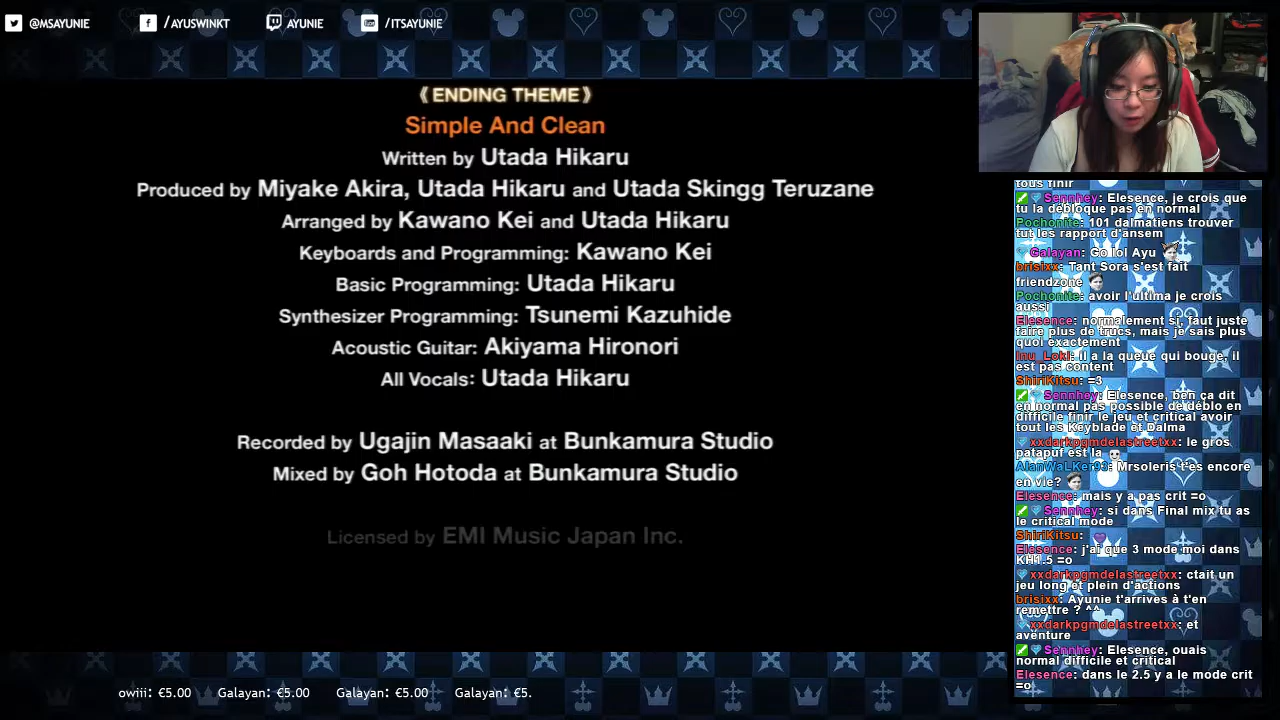 @MSAYUNIE
/AYUSWINKT
AYUNIE
/ITSAYUNIE
《ENDING THEME》
Simple And Clean
Written by Utada Hikaru
Produced by Miyake Akira, Utada Hikaru and Utada Skingg Teruzane
Arranged by Kawano Kei and Utada Hikaru
Keyboards and Programming: Kawano Kei
Basic Programming: Utada Hikaru
Synthesizer Programming: Tsunemi Kazuhide
Acoustic Guitar: Akiyama Hironori
All Vocals: Utada Hikaru
Recorded by Ugajin Masaaki at Bunkamura Studio
Mixed by Goh Hotoda at Bunkamura Studio
Licensed by EMI Music Japan Inc.
tous finir
Sennhey: Elesence, je crois que
tu la débloque pas en normal
Pochonite: 101 dalmatiens trouver
tut les rapport d'ansem
Galayan: Go lol Ayu
brisixx: Tant Sora s'est fait
friendzone
Pochonite: avoir l'ultima je crois
aussi
Elesence: normalement si, faut juste
faire plus de trucs, mais je sais plus
quoi exactement
Inu_Loki: il a la queue qui bouge, il
est pas content
ShiriKitsu: =3
Sennhey: Elesence, ben ça dit
en normal pas possible de déblo en
difficile finir le jeu et critical avoir
tout les Keyblade et Dalma
xxdarkpgmdelastreetxx: le gros
patapuf est la
AlanWaLKer93: Mrsoleris t'es encore
en vie?
Elesence: mais y a pas crit =o
Sennhey: si dans Final mix tu as
le critical mode
ShiriKitsu:
Elesence: j'ai que 3 mode moi dans
KH1.5 =o
xxdarkpgmdelastreetxx: ctait un
jeu long et plein d'actions
brisixx: Ayunie t'arrives à t'en
remettre ? ^^
xxdarkpgmdelastreetxx: et
aventure
Sennhey: Elesence, ouais
normal difficile et critical
Elesence: dans le 2.5 y a le mode crit
=o
owiii: €5.00 Galayan: €5.00 Galayan: €5.00 Galayan: €5.